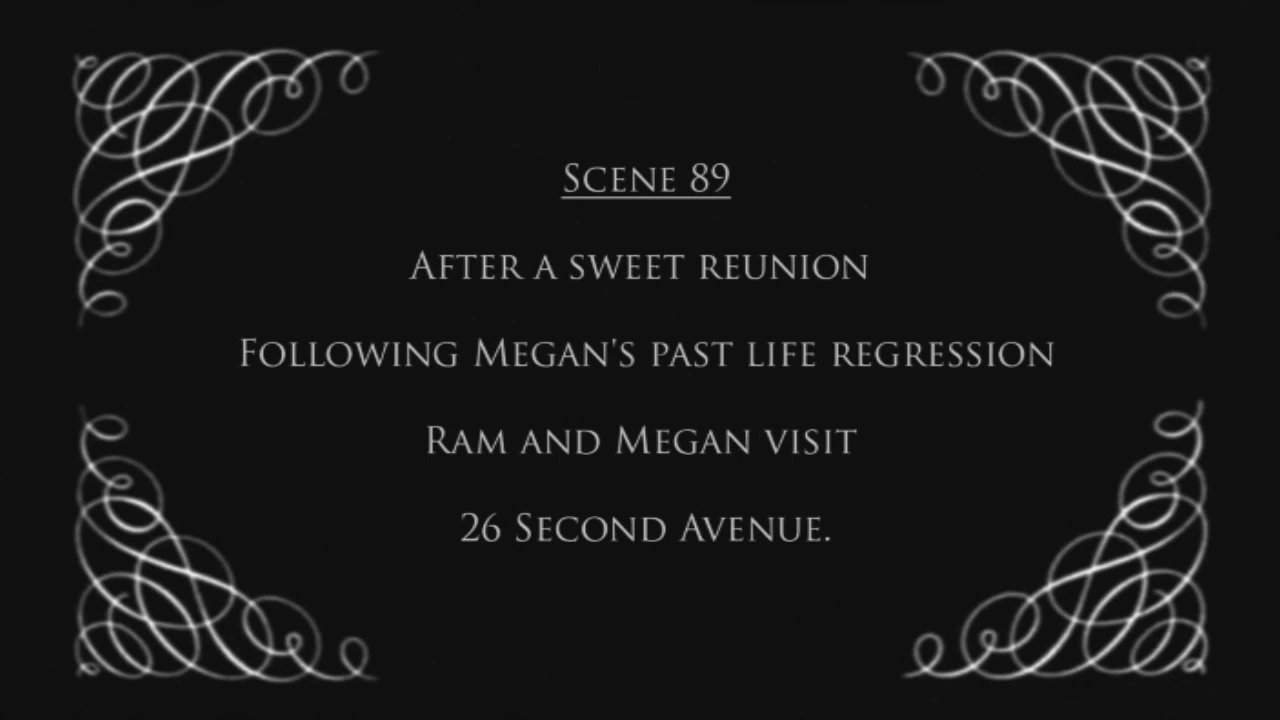 Scene 89
After a sweet reunion
Following Megan's past life regression
Ram and Megan visit
26 Second Avenue.